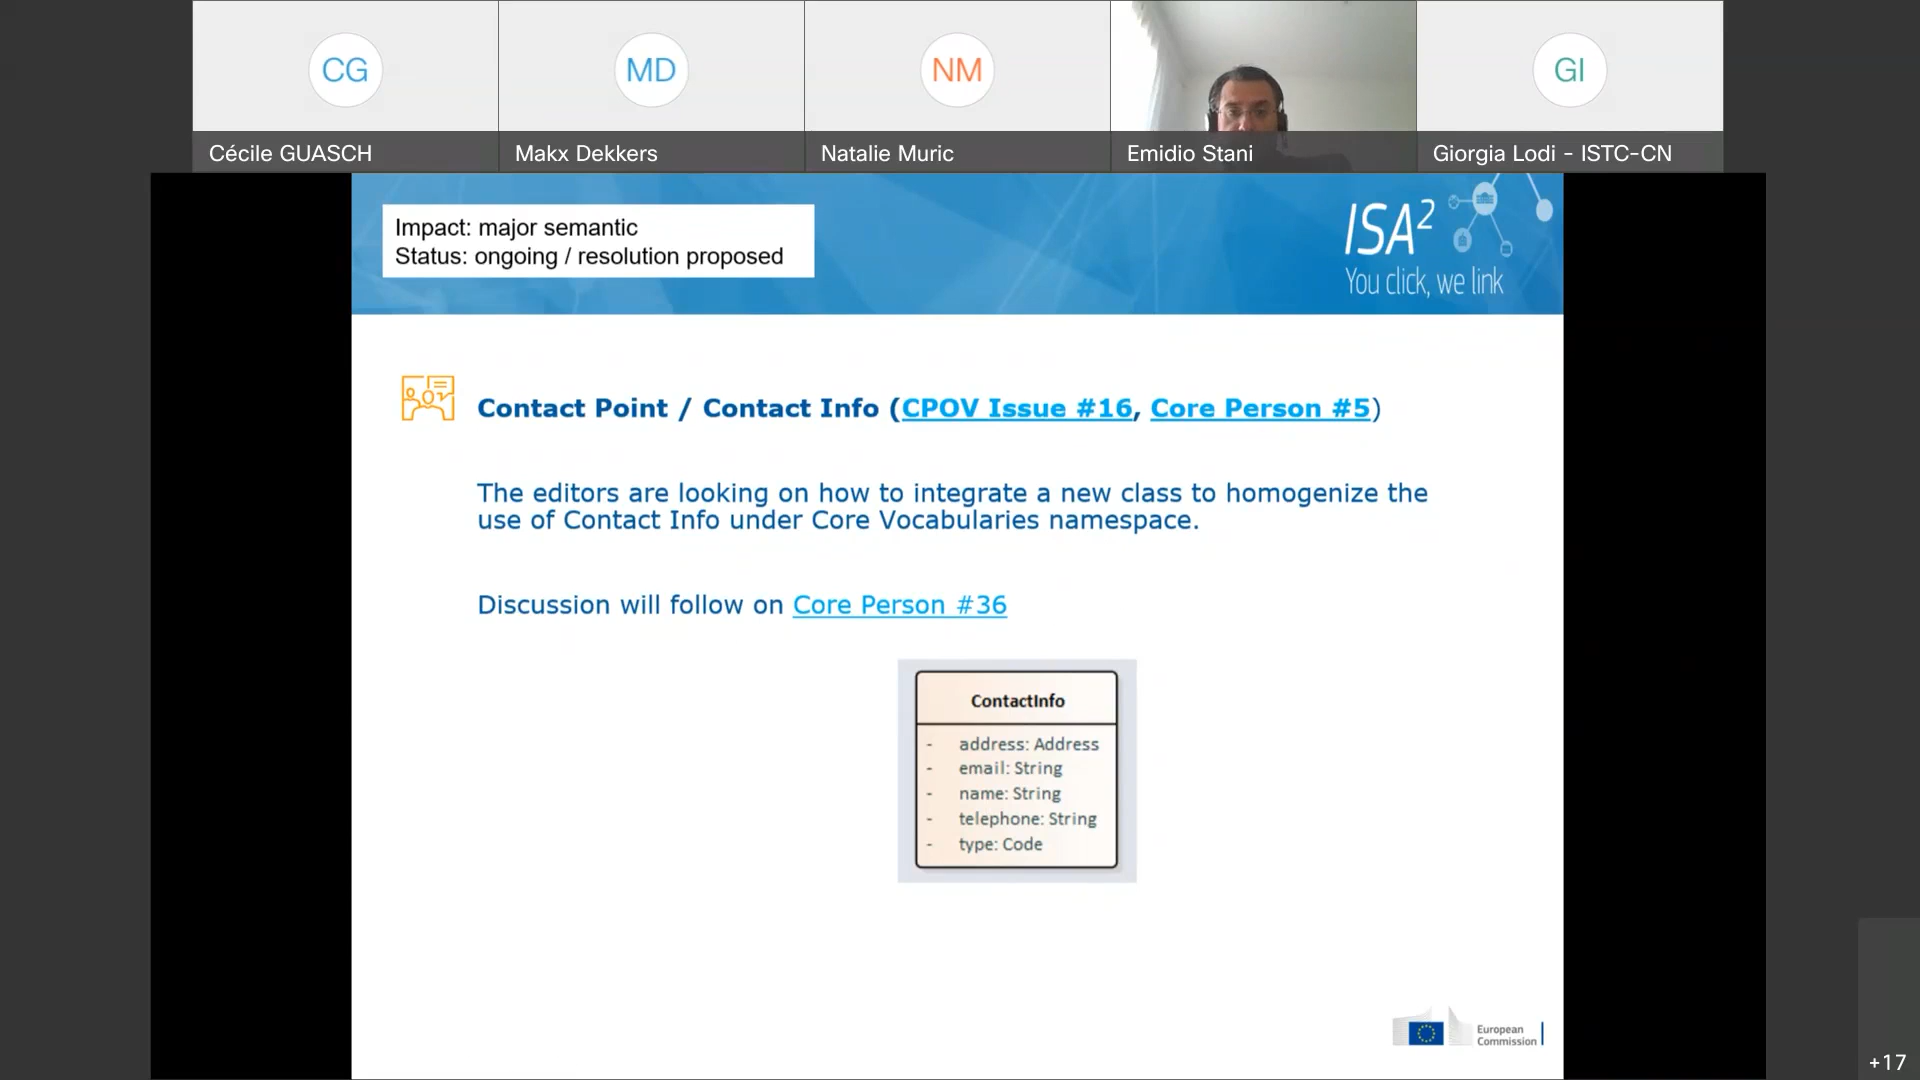 CG
MD
NM
GI
Cécile GUASCH
Makx Dekkers
Natalie Muric
Emidio Stani
Giorgia Lodi - ISTC-CN
Impact: major semantic
Status: ongoing / resolution proposed
ISA²
You click, we link
Contact Point / Contact Info (CPOV Issue #16, Core Person #5)
The editors are looking on how to integrate a new class to homogenize the
use of Contact Info under Core Vocabularies namespace.
Discussion will follow on Core Person #36
ContactInfo
- address: Address
- email: String
- name: String
- telephone: String
- type: Code
European
Commission
+17